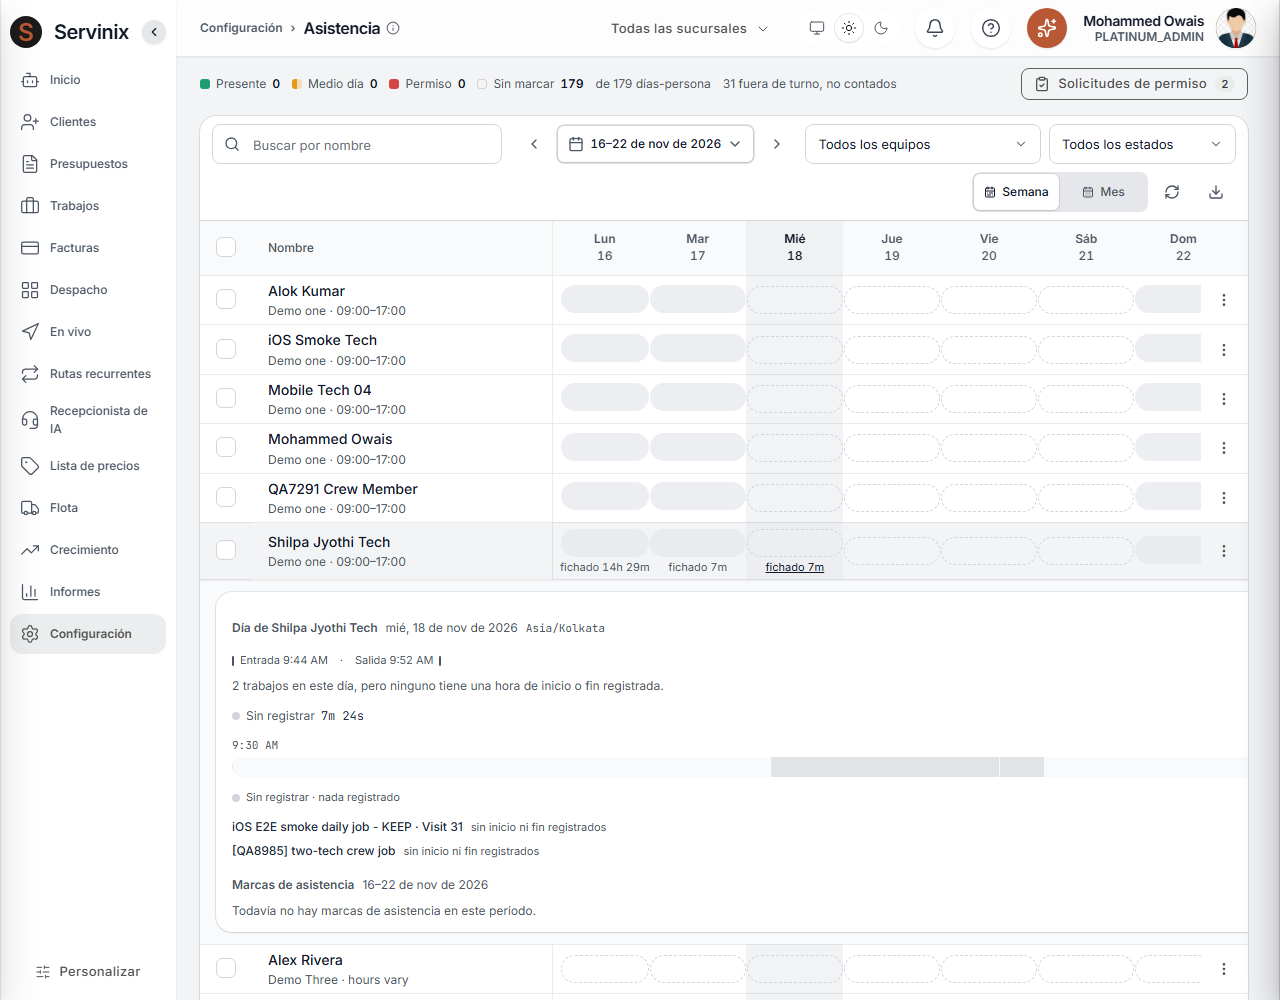 Servinix
Configuración › Asistencia
Todas las sucursales
Mohammed Owais
PLATINUM_ADMIN
Inicio
Clientes
Presupuestos
Trabajos
Facturas
Despacho
En vivo
Rutas recurrentes
Recepcionista de
IA
Lista de precios
Flota
Crecimiento
Informes
Configuración
Personalizar
Presente 0 Medio día 0 Permiso 0 Sin marcar 179 de 179 días-persona 31 fuera de turno, no contados
Solicitudes de permiso 2
Buscar por nombre
16–22 de nov de 2026
Todos los equipos
Todos los estados
Semana
Mes
Nombre
Lun
16
Mar
17
Mié
18
Jue
19
Vie
20
Sáb
21
Dom
22
Alok Kumar
Demo one · 09:00–17:00
iOS Smoke Tech
Demo one · 09:00–17:00
Mobile Tech 04
Demo one · 09:00–17:00
Mohammed Owais
Demo one · 09:00–17:00
QA7291 Crew Member
Demo one · 09:00–17:00
Shilpa Jyothi Tech
Demo one · 09:00–17:00
fichado 14h 29m
fichado 7m
fichado 7m
Día de Shilpa Jyothi Tech mié, 18 de nov de 2026 Asia/Kolkata
Entrada 9:44 AM · Salida 9:52 AM
2 trabajos en este día, pero ninguno tiene una hora de inicio o fin registrada.
Sin registrar 7m 24s
9:30 AM
Sin registrar · nada registrado
iOS E2E smoke daily job - KEEP · Visit 31 sin inicio ni fin registrados
[QA8985] two-tech crew job sin inicio ni fin registrados
Marcas de asistencia 16–22 de nov de 2026
Todavía no hay marcas de asistencia en este período.
Alex Rivera
Demo Three · hours vary